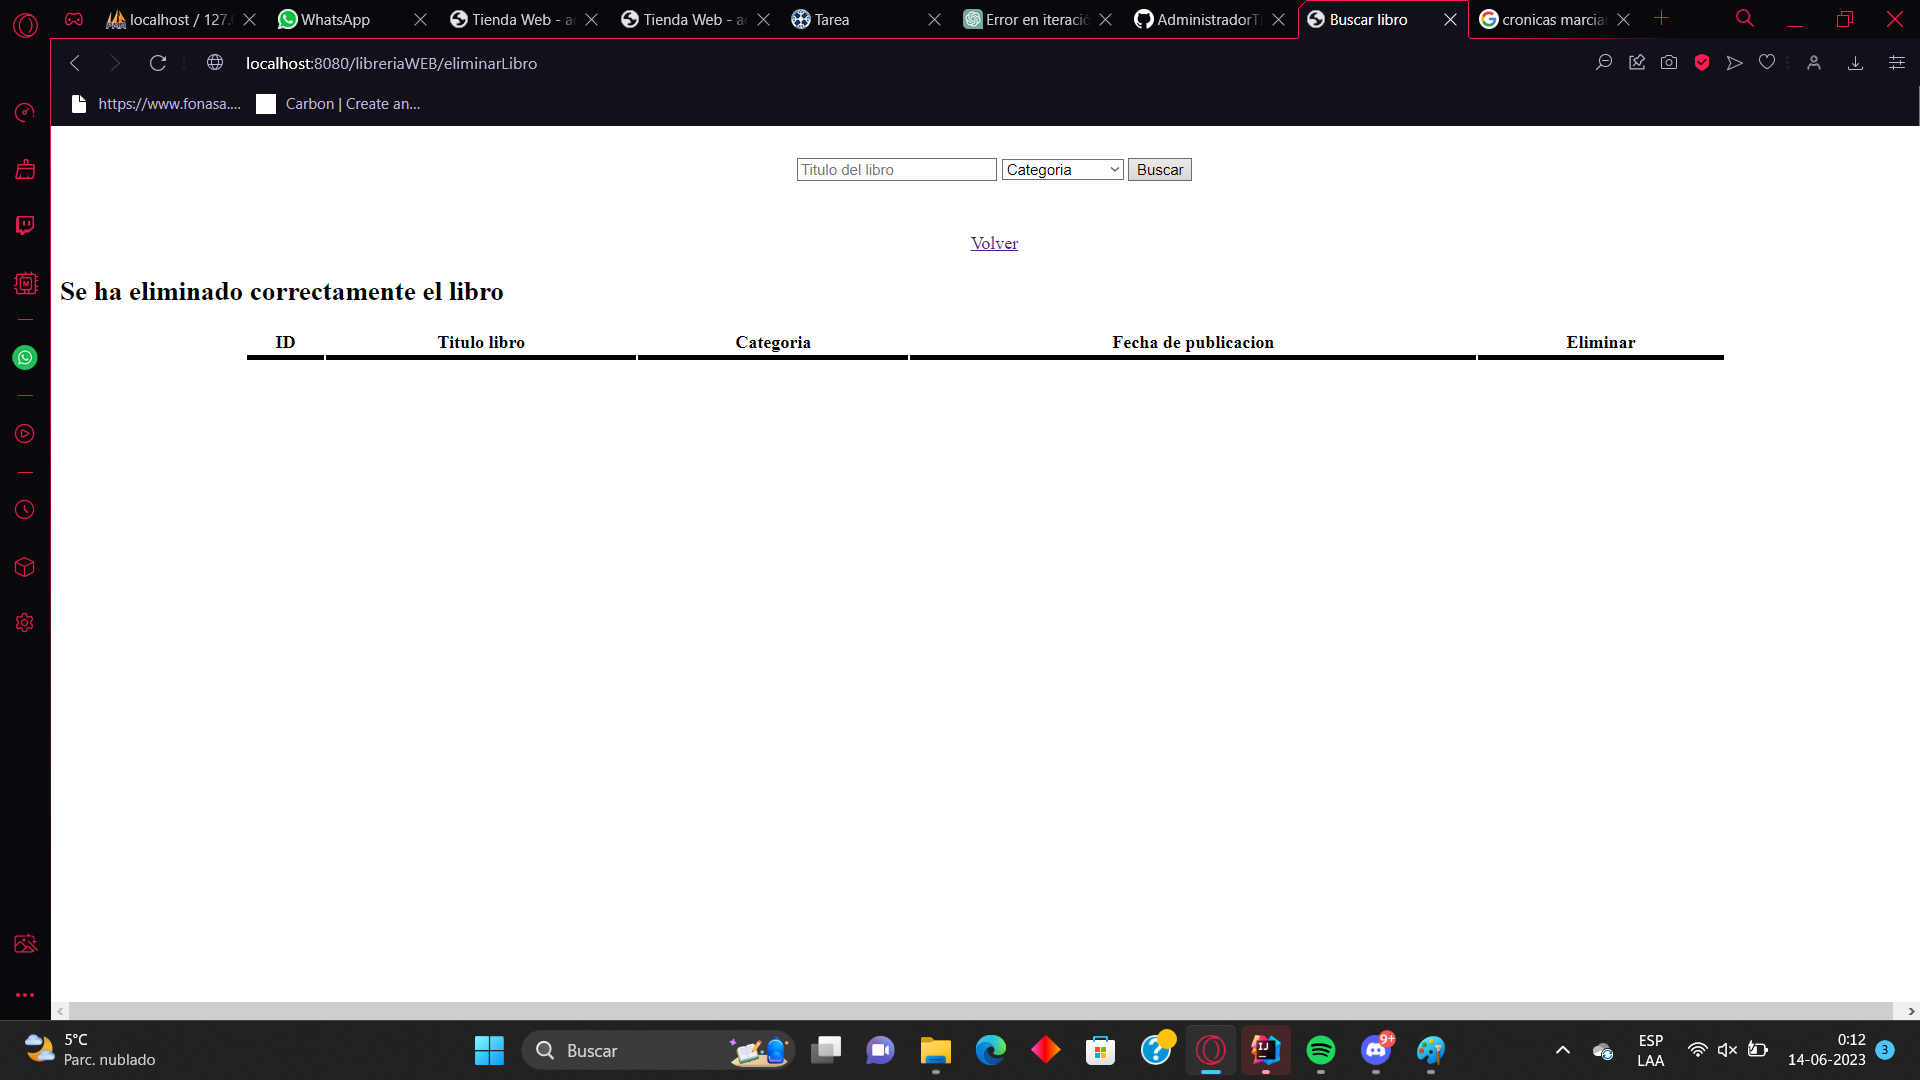 localhost / 127.
WhatsApp
Tienda Web - a
Tienda Web - a
Tarea
Error en iteració
AdministradorTi
Buscar libro
cronicas marcia
localhost:8080/libreriaWEB/eliminarLibro
https://www.fonasa....
Carbon | Create an...
Titulo del libro
Categoria
Buscar
Volver
Se ha eliminado correctamente el libro
ID
Titulo libro
Categoria
Fecha de publicacion
Eliminar
5°C
Parc. nublado
Buscar
9+
ESP
LAA
0:12
14-06-2023
3